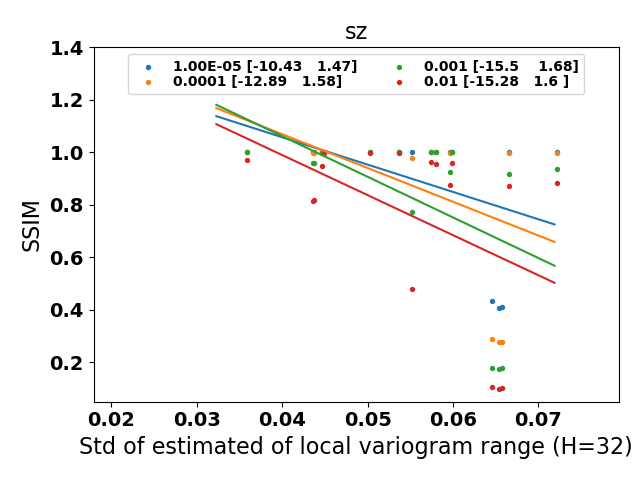 sz
1.00E-05 [-10.43 1.47]
0.0001 [-12.89 1.58]
0.001 [-15.5 1.68]
0.01 [-15.28 1.6 ]
1.4
1.2
1.0
0.8
0.6
0.4
0.2
SSIM
0.02 0.03 0.04 0.05 0.06 0.07
Std of estimated of local variogram range (H=32)